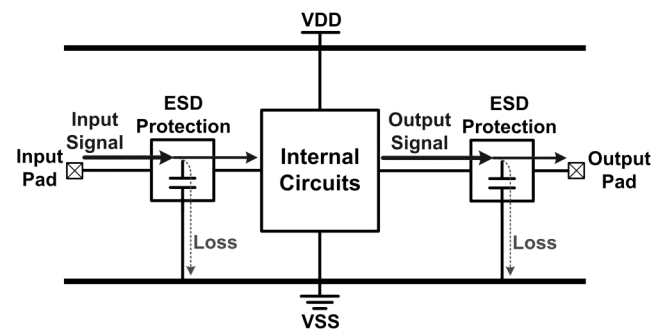 VDD
Input
Signal
ESD
Protection
Output
Signal
ESD
Protection
Input
Pad
Internal
Circuits
Output
Pad
Loss
Loss
VSS